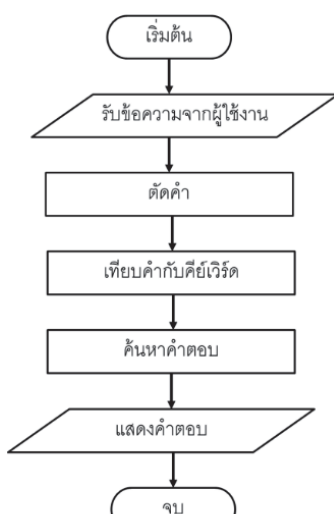 เริ่มต้น
รับข้อความจากผู้ใช้งาน
ตัดคำ
เทียบคำกับคีย์เวิร์ด
ค้นหาคำตอบ
แสดงคำตอบ
จบ